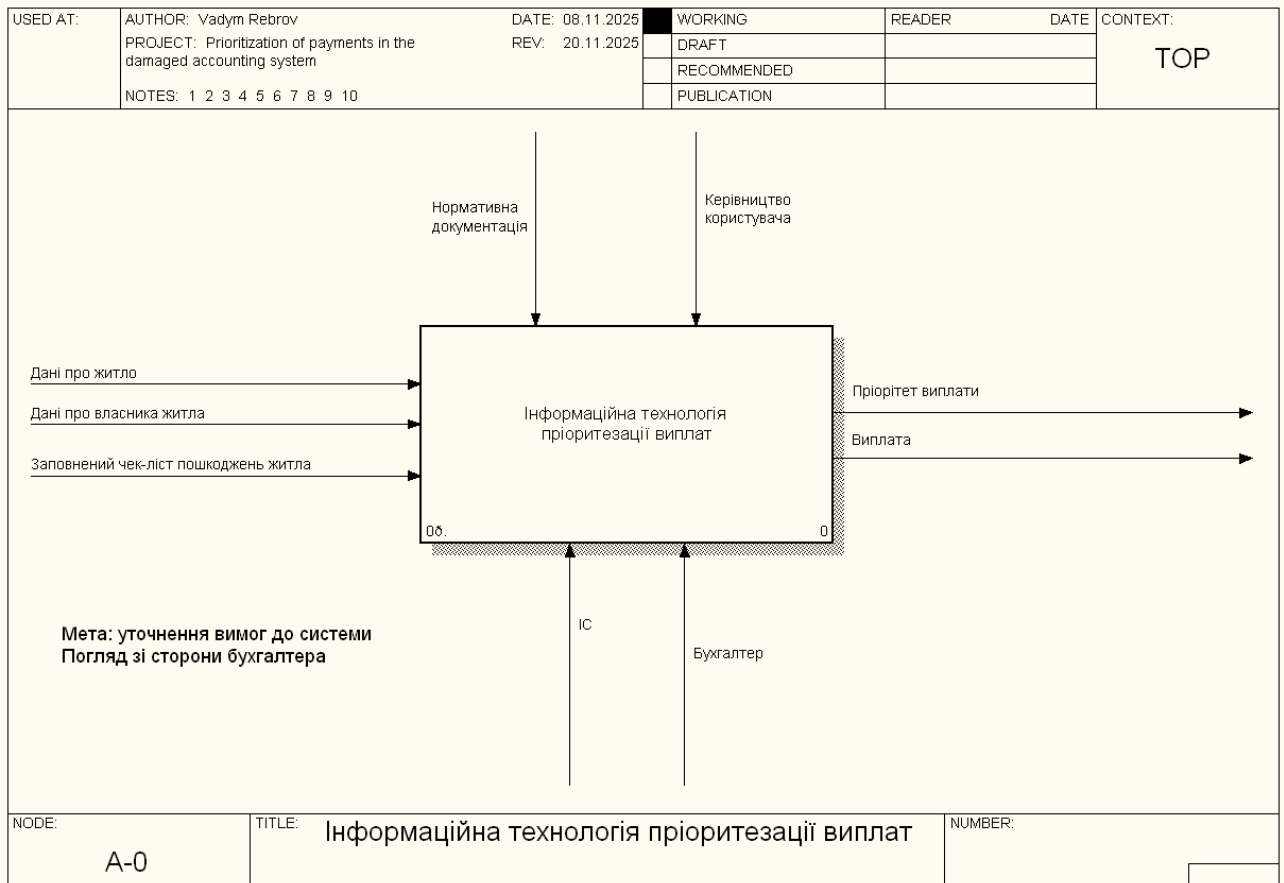 USED AT:
AUTHOR: Vadym Rebrov
DATE: 08.11.2025
WORKING
READER
DATE
CONTEXT:
PROJECT: Prioritization of payments in the
damaged accounting system
REV: 20.11.2025
DRAFT
TOP
RECOMMENDED
NOTES: 1 2 3 4 5 6 7 8 9 10
PUBLICATION
Нормативна
документація
Керівництво
користувача
Дані про житло
Дані про власника житла
Заповнений чек-ліст пошкоджень житла
Інформаційна технологія
пріоритезації виплат
0ð.
0
Пріорітет виплати
Виплата
ІС
Бухгалтер
Мета: уточнення вимог до системи
Погляд зі сторони бухгалтера
NODE:
A-0
TITLE:
Інформаційна технологія пріоритезації виплат
NUMBER: